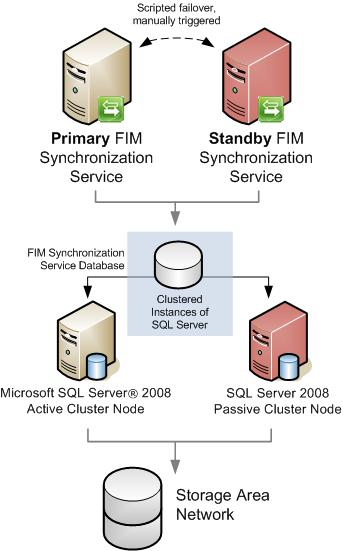 Scripted failover,
manually triggered
Primary FIM
Synchronization
Service
Standby FIM
Synchronization
Service
FIM Synchronization
Service Database
Clustered
Instances of
SQL Server
Microsoft SQL Server® 2008
Active Cluster Node
SQL Server 2008
Passive Cluster Node
Storage Area
Network